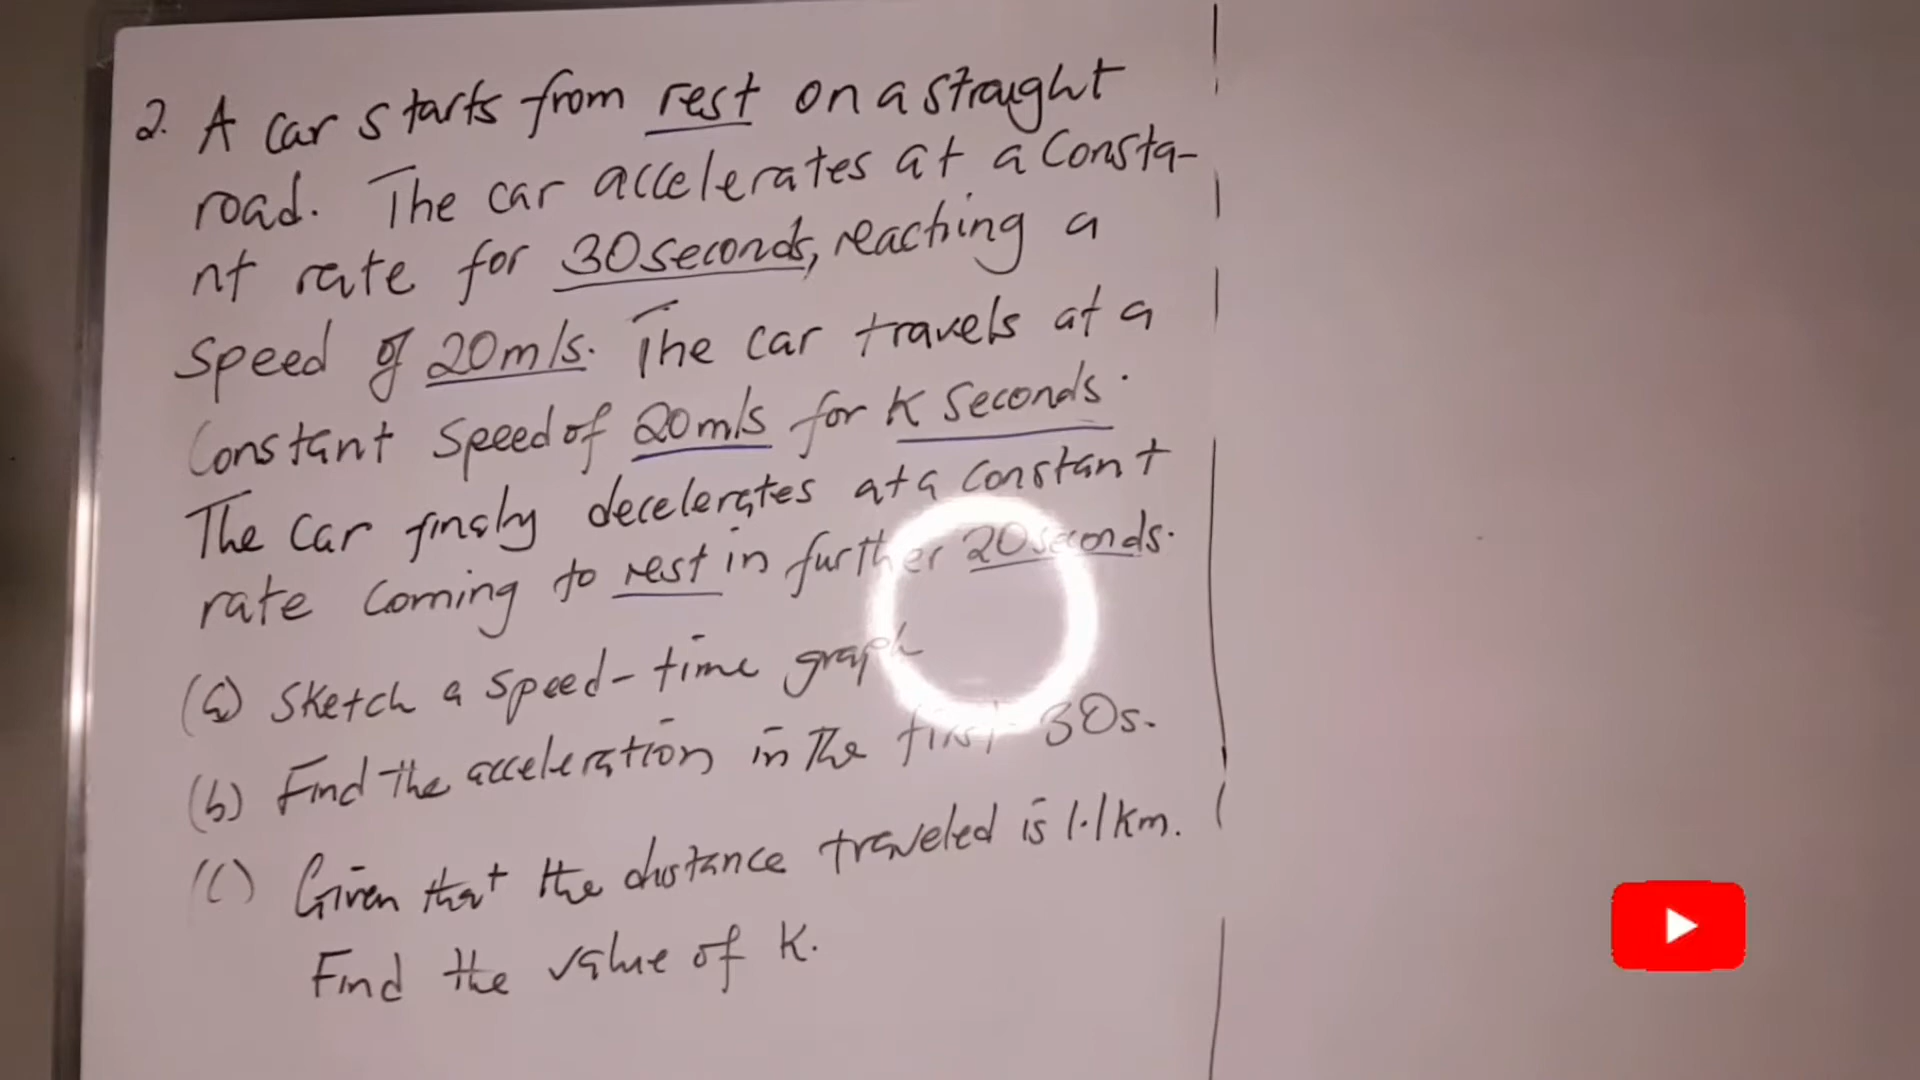 2. A car starts from rest on a straight
road. The car accelerates at a consta-
nt rate for 30 seconds, reaching a
speed of 20m/s. The car travels at a
Constant speed of 20m/s for K seconds.
The car finaly decelerates at a constant
rate coming to rest in further 20 seconds.
(a) Sketch a speed-time graph
(b) Find the acceleration in the first 30s.
(c) Given that the distance traveled is 1.1km.
Find the value of K.